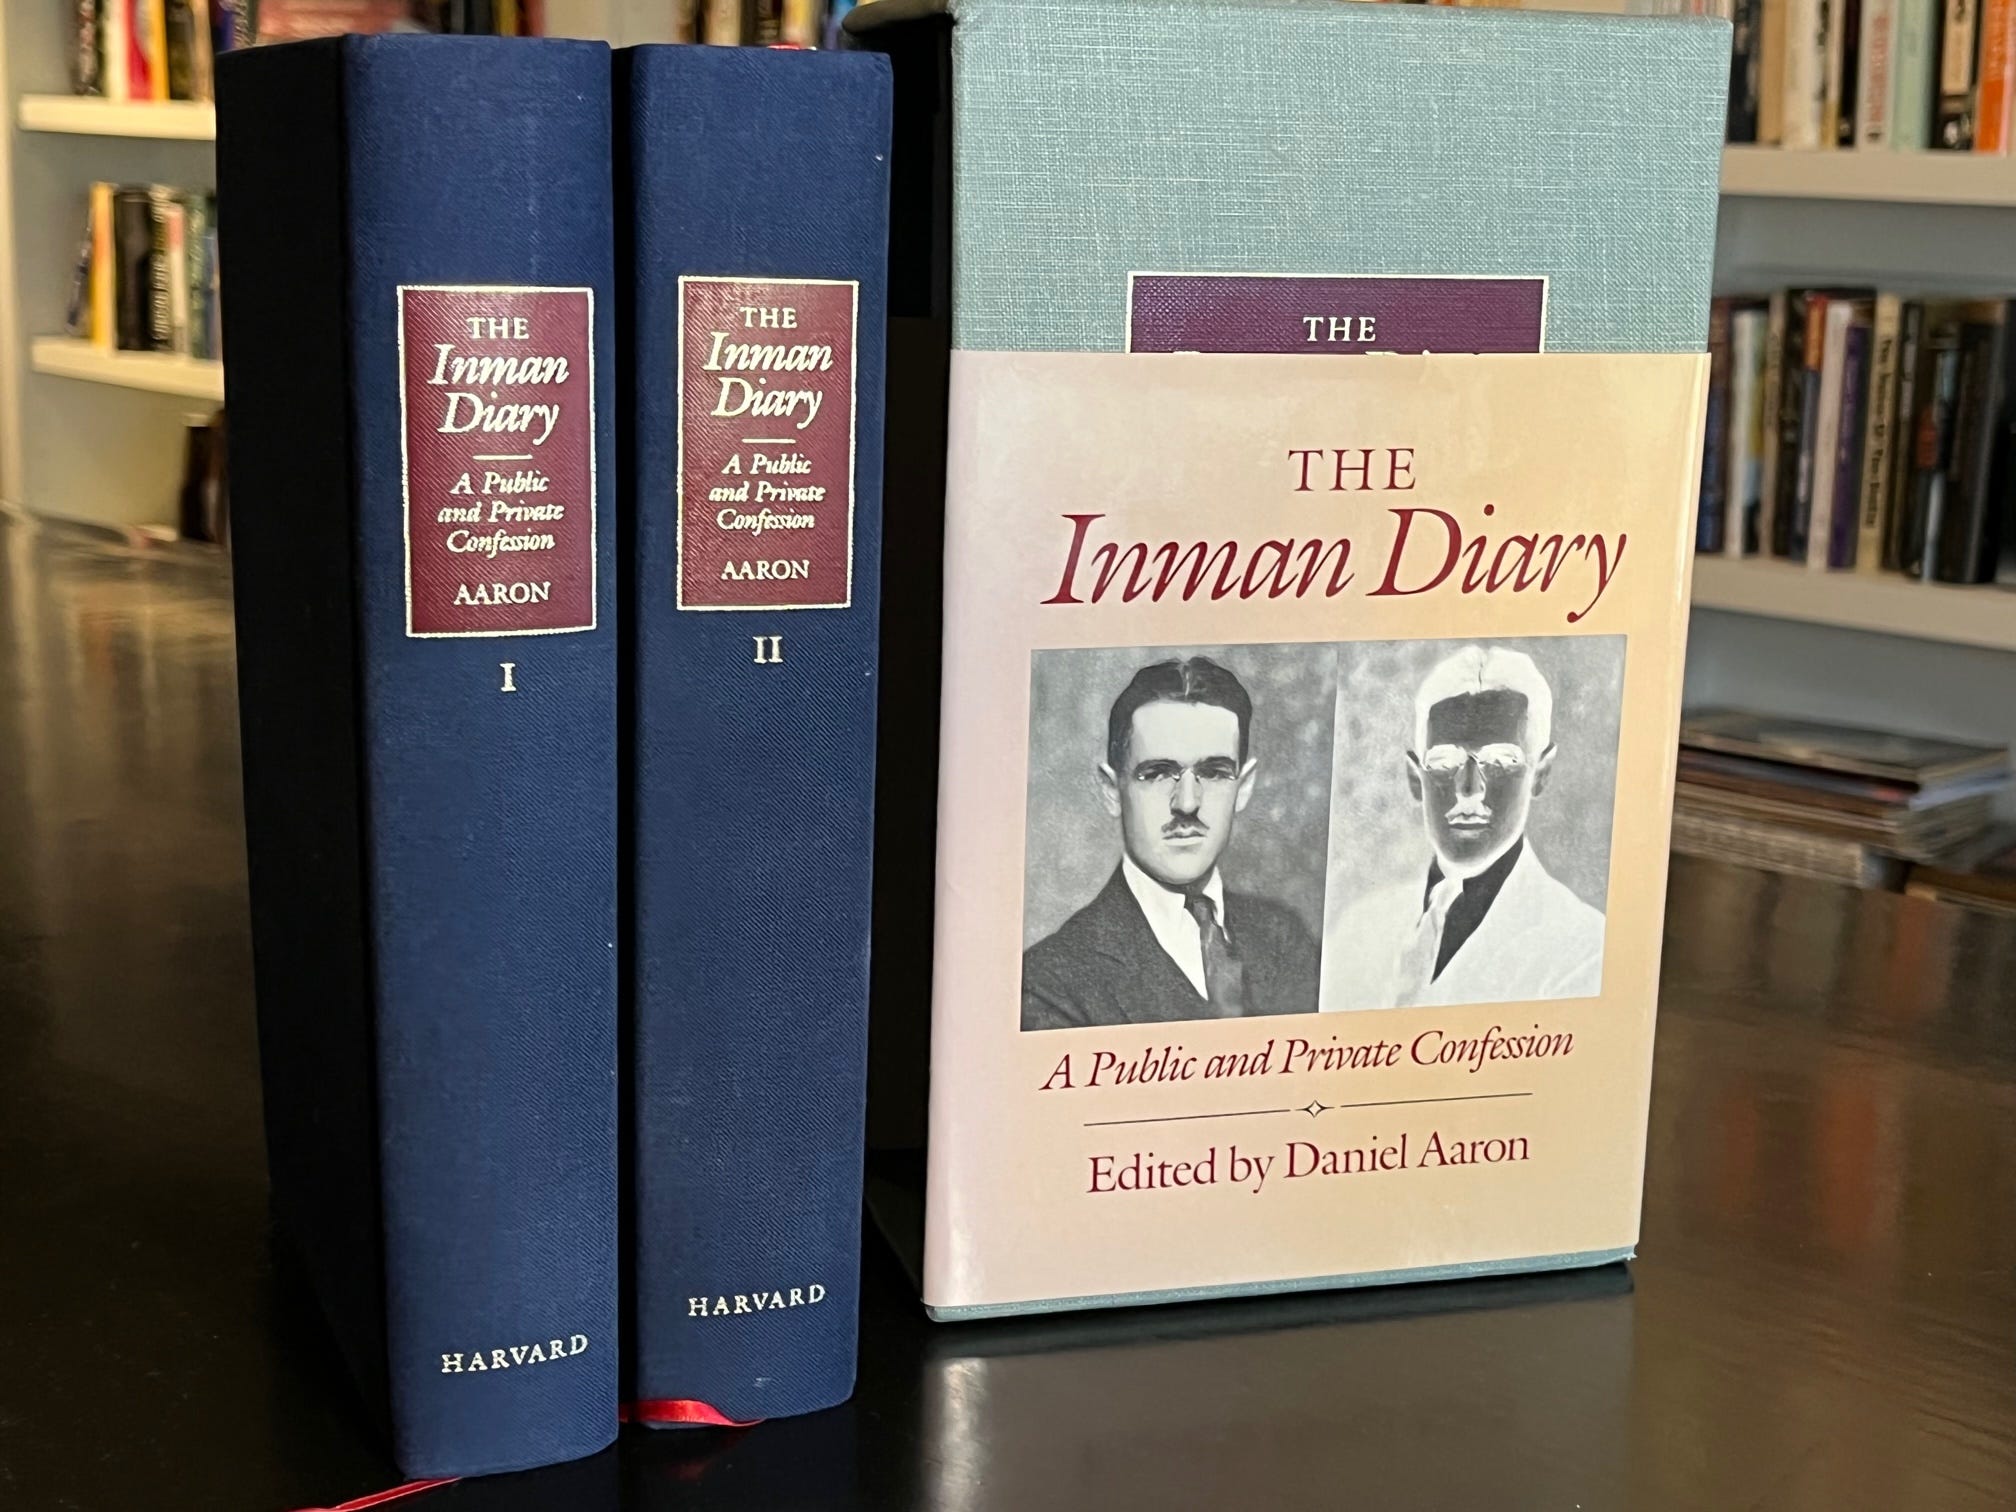 THE
Inman
Diary
A Public
and Private
Confession
AARON
I
HARVARD
THE
Inman
Diary
A Public
and Private
Confession
AARON
II
HARVARD
THE
THE
Inman Diary
A Public and Private Confession
Edited by Daniel Aaron